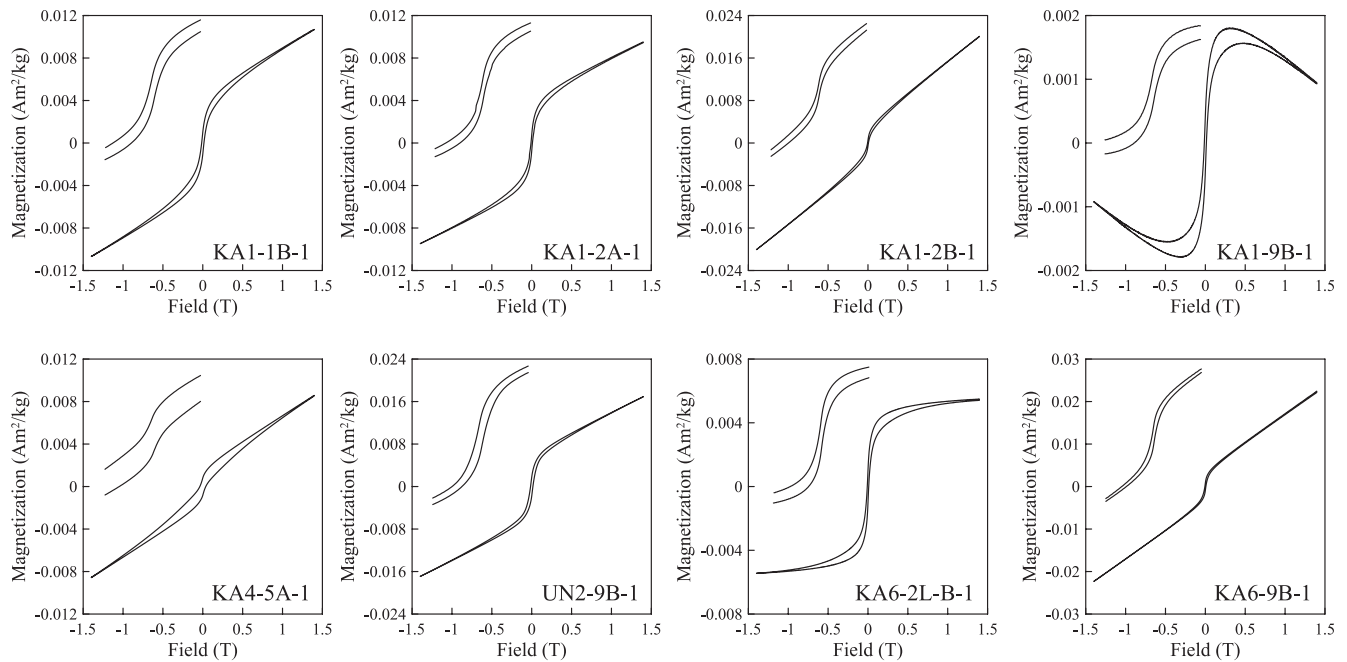 Magnetization (Am²/kg)
0.012
0.008
0.004
0
-0.004
-0.008
-0.012
KA1-1B-1
-1.5 -1 -0.5 0 0.5 1 1.5
Field (T)
Magnetization (Am²/kg)
0.012
0.008
0.004
0
-0.004
-0.008
-0.012
KA1-2A-1
-1.5 -1 -0.5 0 0.5 1 1.5
Field (T)
Magnetization (Am²/kg)
0.024
0.016
0.008
0
-0.008
-0.016
-0.024
KA1-2B-1
-1.5 -1 -0.5 0 0.5 1 1.5
Field (T)
Magnetization (Am²/kg)
0.002
0.001
0
-0.001
-0.002
KA1-9B-1
-1.5 -1 -0.5 0 0.5 1 1.5
Field (T)
Magnetization (Am²/kg)
0.012
0.008
0.004
0
-0.004
-0.008
-0.012
KA4-5A-1
-1.5 -1 -0.5 0 0.5 1 1.5
Field (T)
Magnetization (Am²/kg)
0.024
0.016
0.008
0
-0.008
-0.016
-0.024
UN2-9B-1
-1.5 -1 -0.5 0 0.5 1 1.5
Field (T)
Magnetization (Am²/kg)
0.008
0.004
0
-0.004
-0.008
KA6-2L-B-1
-1.5 -1 -0.5 0 0.5 1 1.5
Field (T)
Magnetization (Am²/kg)
0.03
0.02
0.01
0
-0.01
-0.02
-0.03
KA6-9B-1
-1.5 -1 -0.5 0 0.5 1 1.5
Field (T)